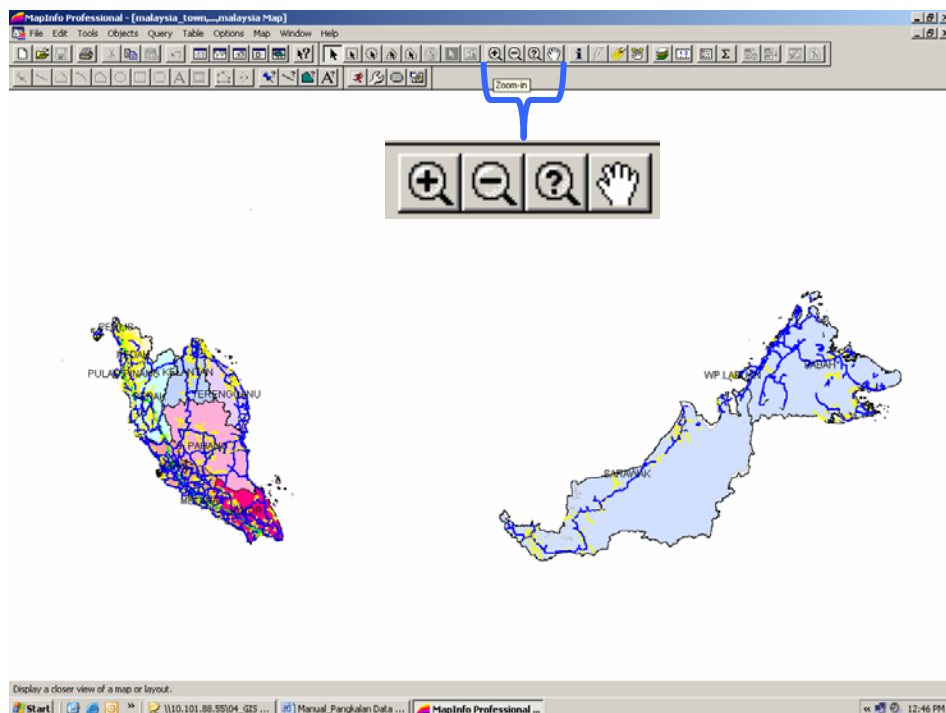 MapInfo Professional - [malaysia_town,...,malaysia Map]
File Edit Tools Objects Query Table Options Map Window Help
Zoom-in
PERLIS
KEDAH
PULAU PINANG KELANTAN
PERAK TERENGGANU
PAHANG
JOHOR
WP LABUAN
SABAH
SARAWAK
Display a closer view of a map or layout.
Start \\10.101.88.55\04_GIS ... Manual_Pangkalan Data ... MapInfo Professional ... 12:46 PM